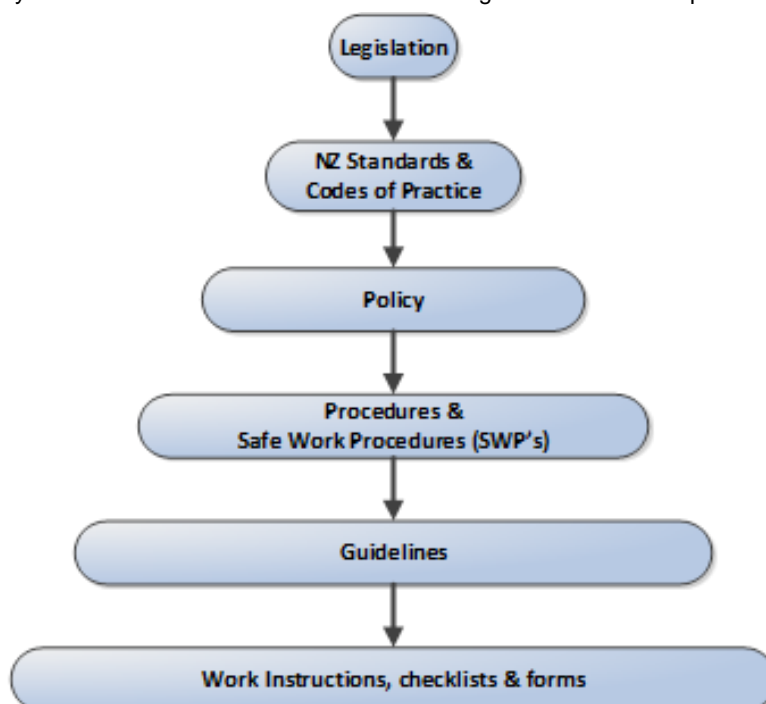 Legislation
NZ Standards &
Codes of Practice
Policy
Procedures &
Safe Work Procedures (SWP's)
Guidelines
Work Instructions, checklists & forms